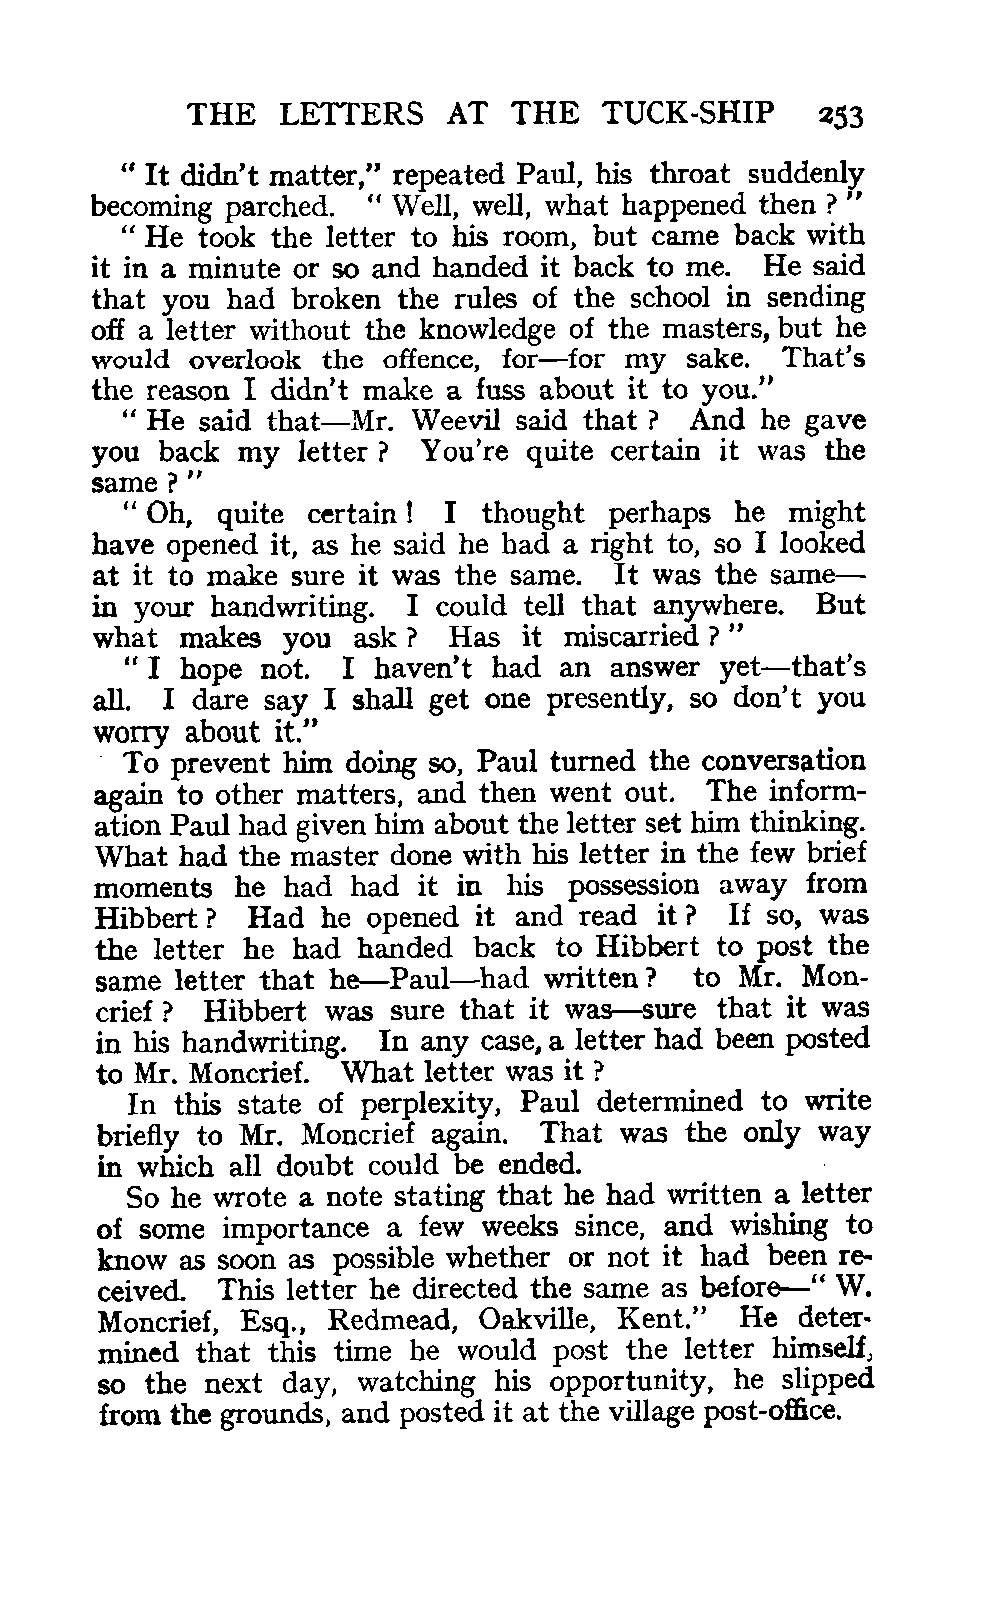 THE LETTERS AT THE TUCK-SHIP 253
" It didn't matter," repeated Paul, his throat suddenly
becoming parched. " Well, well, what happened then ? "
" He took the letter to his room, but came back with
it in a minute or so and handed it back to me. He said
that you had broken the rules of the school in sending
off a letter without the knowledge of the masters, but he
would overlook the offence, for—for my sake. That's
the reason I didn't make a fuss about it to you."
" He said that—Mr. Weevil said that ? And he gave
you back my letter ? You're quite certain it was the
same ? "
" Oh, quite certain ! I thought perhaps he might
have opened it, as he said he had a right to, so I looked
at it to make sure it was the same. It was the same—
in your handwriting. I could tell that anywhere. But
what makes you ask ? Has it miscarried ? "
" I hope not. I haven't had an answer yet—that's
all. I dare say I shall get one presently, so don't you
worry about it."
To prevent him doing so, Paul turned the conversation
again to other matters, and then went out. The inform-
ation Paul had given him about the letter set him thinking.
What had the master done with his letter in the few brief
moments he had had it in his possession away from
Hibbert ? Had he opened it and read it ? If so, was
the letter he had handed back to Hibbert to post the
same letter that he—Paul—had written ? to Mr. Mon-
crief ? Hibbert was sure that it was—sure that it was
in his handwriting. In any case, a letter had been posted
to Mr. Moncrief. What letter was it ?
In this state of perplexity, Paul determined to write
briefly to Mr. Moncrief again. That was the only way
in which all doubt could be ended.
So he wrote a note stating that he had written a letter
of some importance a few weeks since, and wishing to
know as soon as possible whether or not it had been re-
ceived. This letter he directed the same as before—" W.
Moncrief, Esq., Redmead, Oakville, Kent." He deter-
mined that this time he would post the letter himself,
so the next day, watching his opportunity, he slipped
from the grounds, and posted it at the village post-office.